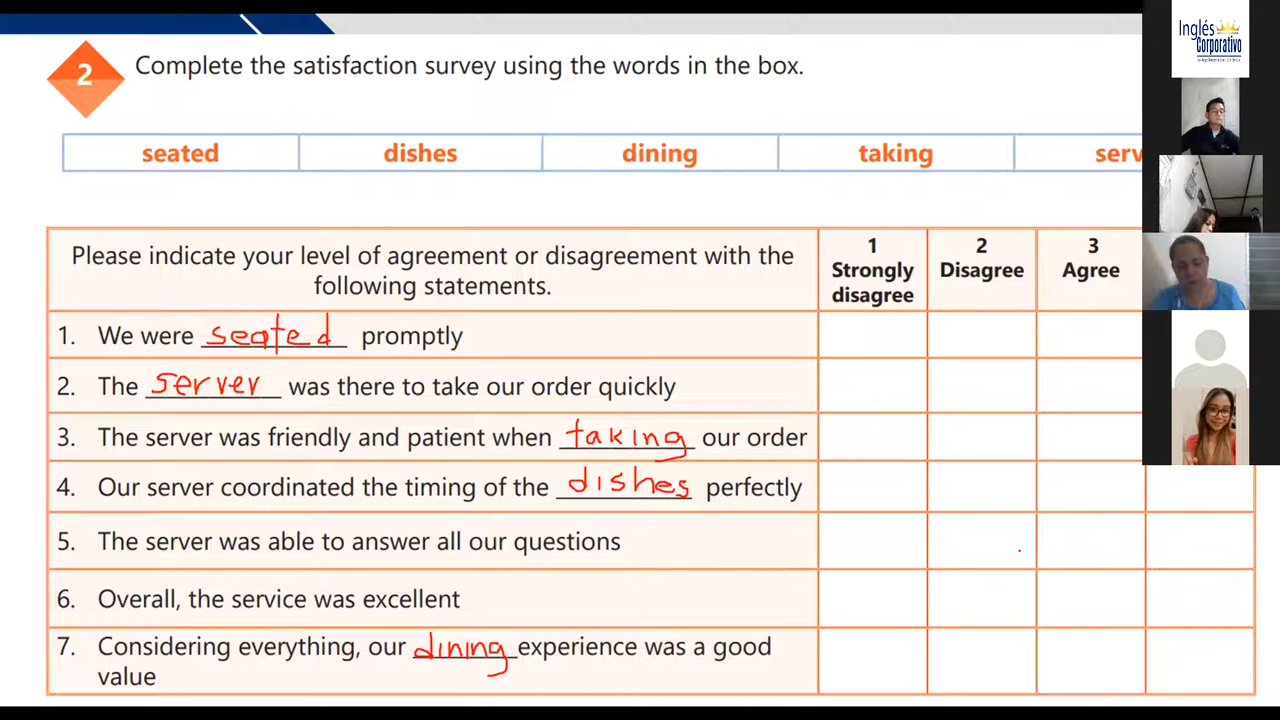 Inglés
Corporativo
2
Complete the satisfaction survey using the words in the box.
seated dishes dining taking serv
Please indicate your level of agreement or disagreement with the
following statements.
1
Strongly
disagree
2
Disagree
3
Agree
1. We were seated promptly
2. The server was there to take our order quickly
3. The server was friendly and patient when taking our order
4. Our server coordinated the timing of the dishes perfectly
5. The server was able to answer all our questions
6. Overall, the service was excellent
7. Considering everything, our dining experience was a good
value